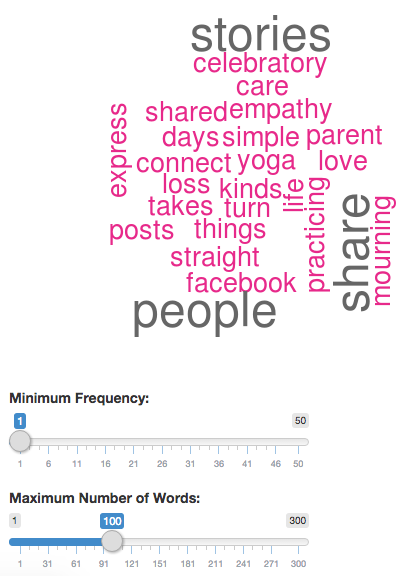 stories
celebratory
care
shared empathy
express
days simple parent
connect yoga love
loss kinds
life
practicing
share
mourning
takes turn
posts things
straight
facebook
people
Minimum Frequency:
1 50
1 6 11 16 21 26 31 36 41 46 50
Maximum Number of Words:
1 100 300
1 31 61 91 121 151 181 211 241 271 300